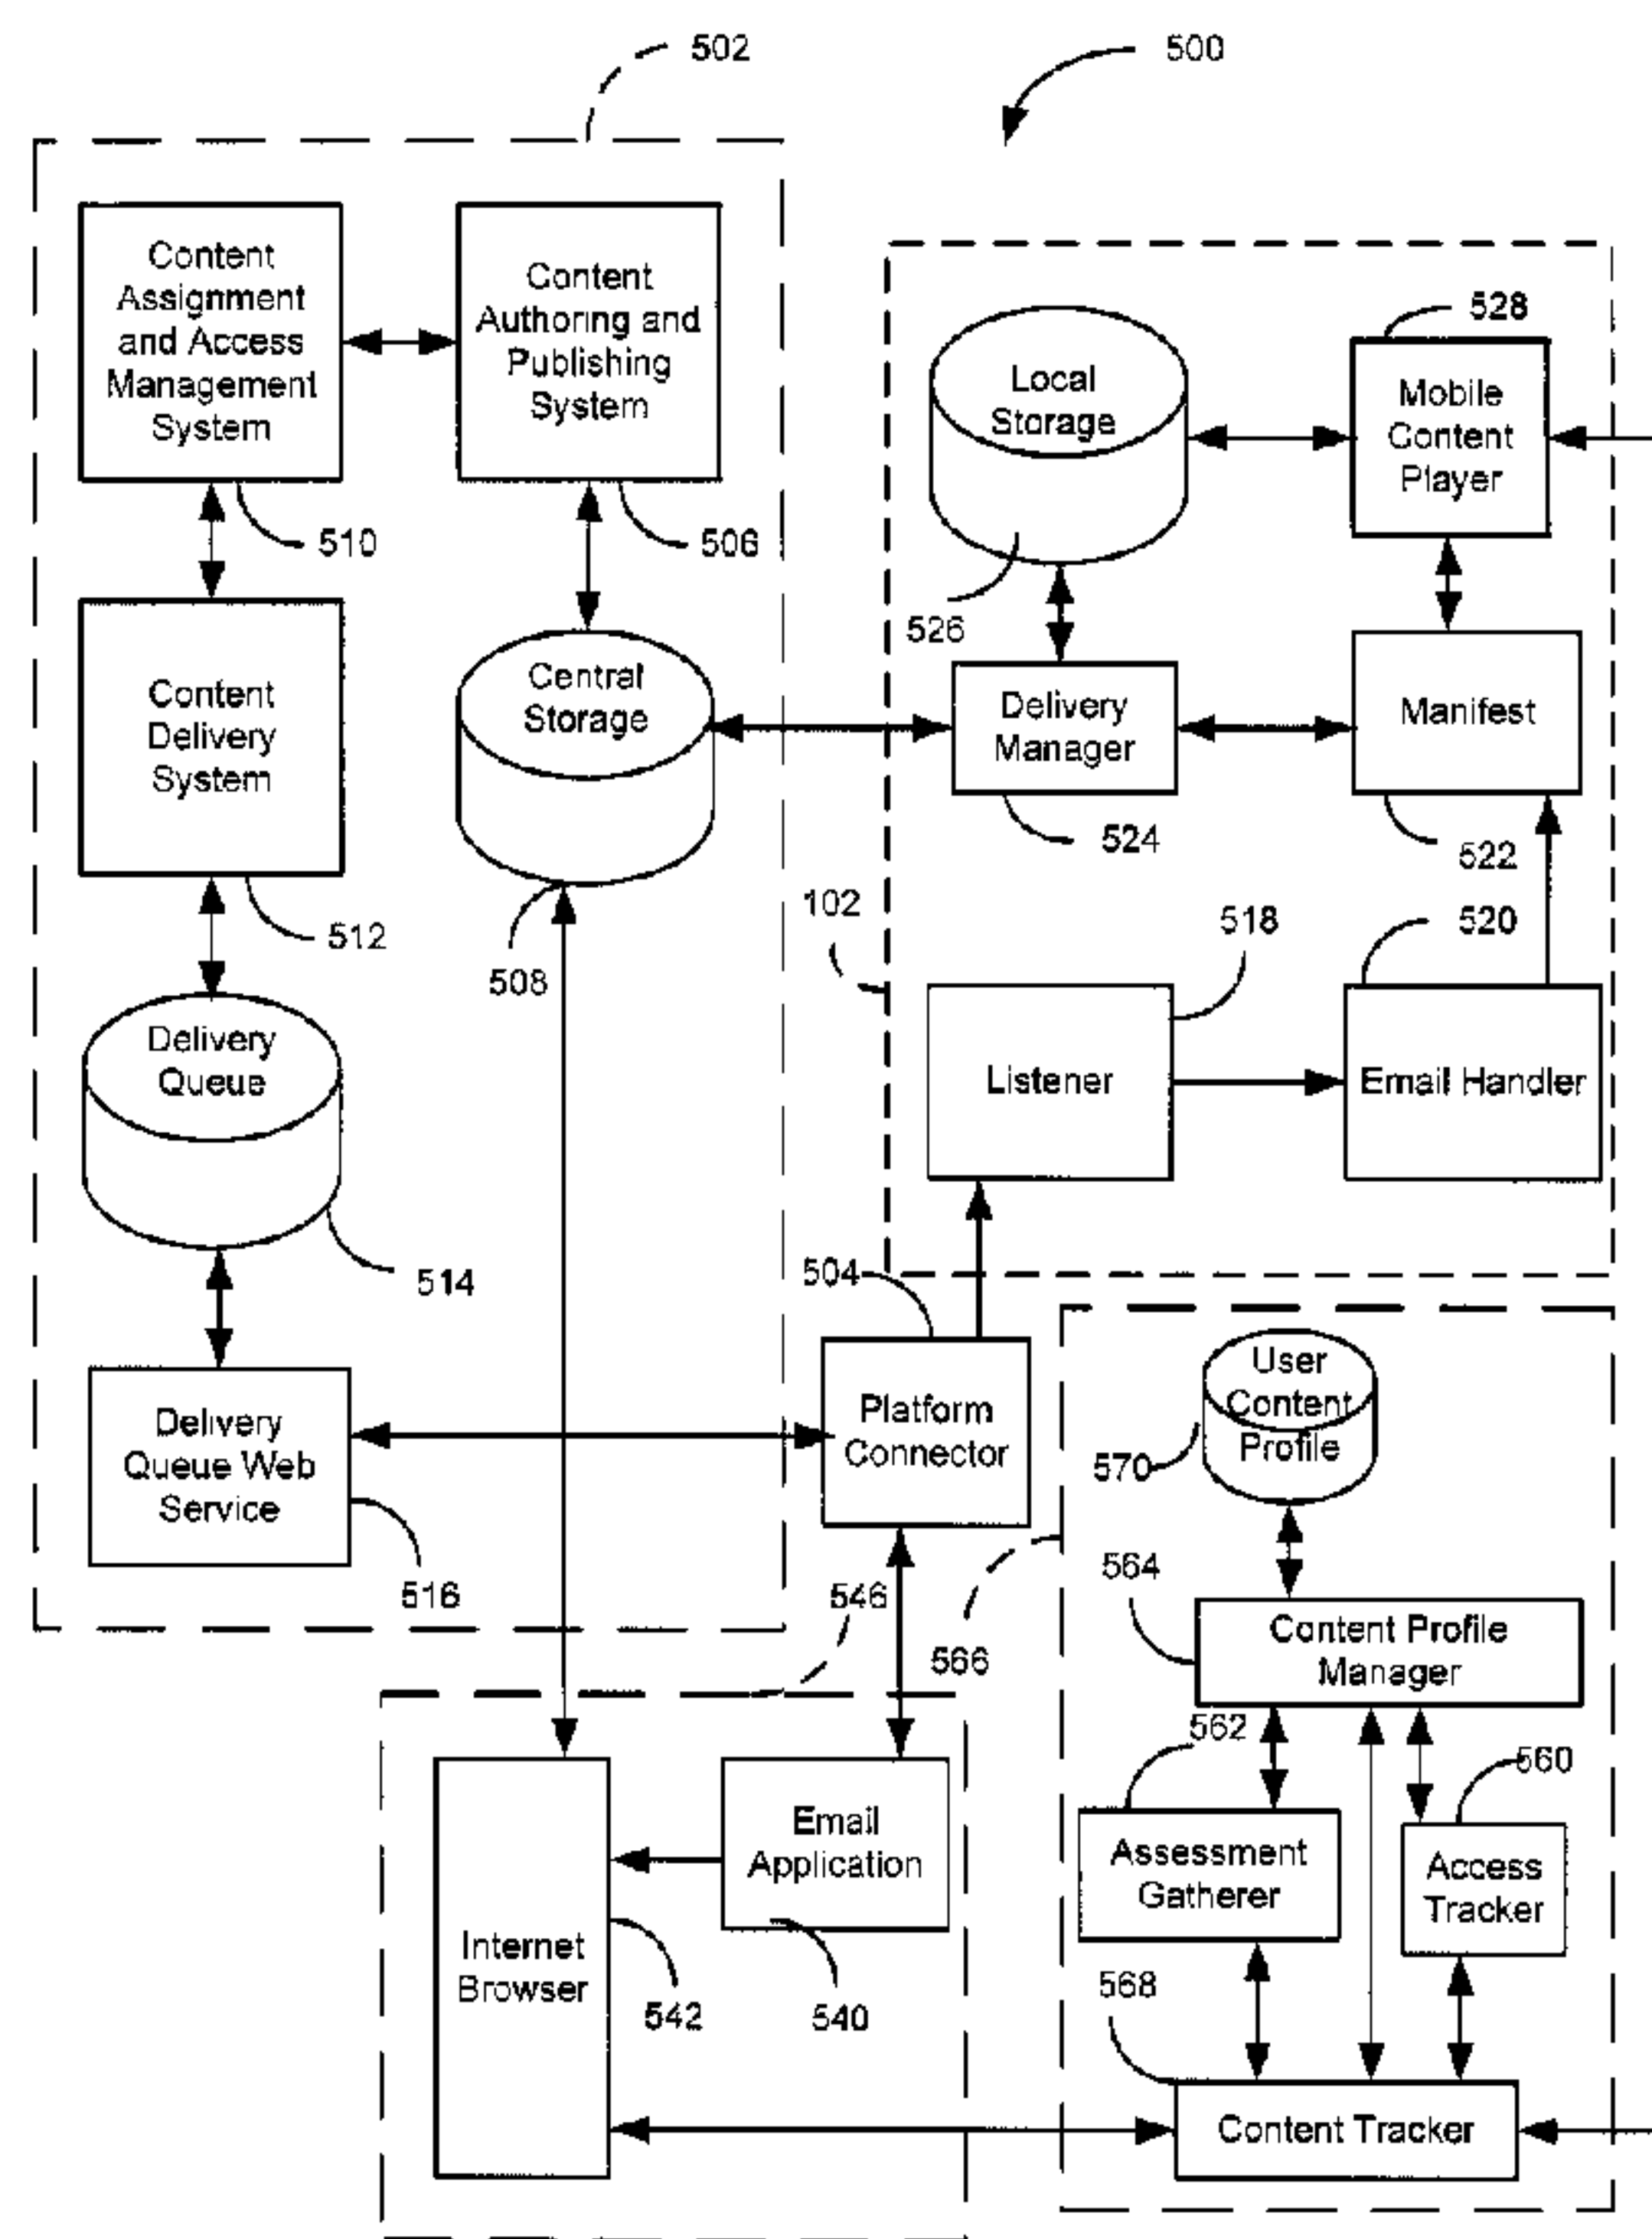 502
500
Content
Assignment
and Access
Management
System
Content
Authoring and
Publishing
System
510
506
Local
Storage
528
Mobile
Content
Player
526
Content
Delivery
System
Central
Storage
Delivery
Manager
Manifest
524
522
512
508
102
518
520
Delivery
Queue
Listener
Email Handler
514
504
Delivery
Queue Web
Service
Platform
Connector
516
User
Content
Profile
570
546
566
564
Content Profile
Manager
562
560
Email
Application
Assessment
Gatherer
Access
Tracker
Internet
Browser
542
540
568
Content Tracker